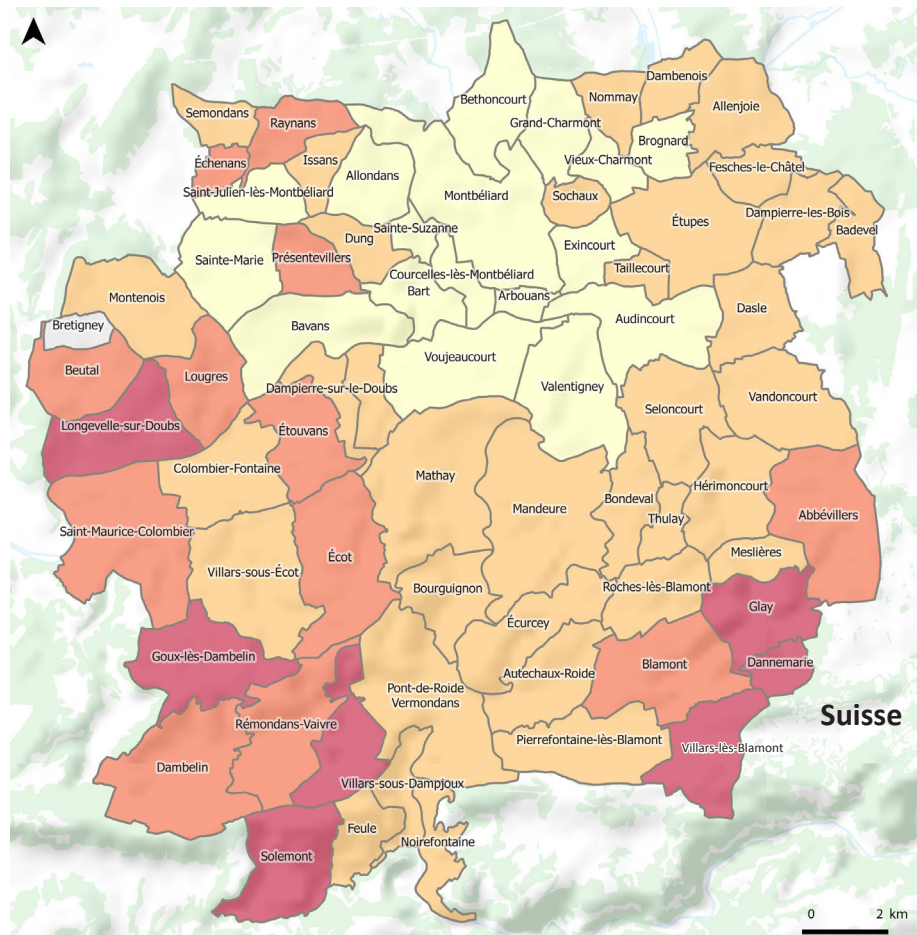 Bethoncourt
Dambenois
Nommay
Allenjoie
Semondans
Raynans
Grand-Charmont
Brognard
Échenans
Issans
Vieux-Charmont
Fesches-le-Châtel
Allondans
Saint-Julien-lès-Montbéliard
Montbéliard
Sochaux
Dampierre-les-Bois
Étupes
Sainte-Suzanne
Badevel
Dung
Exincourt
Sainte-Marie
Présentevillers
Taillecourt
Courcelles-lès-Montbéliard
Bart
Arbouans
Montenois
Dasle
Audincourt
Bretigney
Bavans
Voujeaucourt
Beutal
Lougres
Valentigney
Dampierre-sur-le-Doubs
Vandoncourt
Seloncourt
Longevelle-sur-Doubs
Étouvans
Colombier-Fontaine
Mathay
Hérimoncourt
Bondeval
Mandeure
Abbévillers
Thulay
Saint-Maurice-Colombier
Meslières
Écot
Villars-sous-Écot
Bourguignon
Roches-lès-Blamont
Glay
Écurcey
Goux-lès-Dambelin
Blamont
Dannemarie
Autechaux-Roide
Pont-de-Roide
Vermondans
Suisse
Rémondans-Vaivre
Pierrefontaine-lès-Blamont
Villars-lès-Blamont
Dambelin
Villars-sous-Dampjoux
Feule
Noirefontaine
Solemont
0 2 km